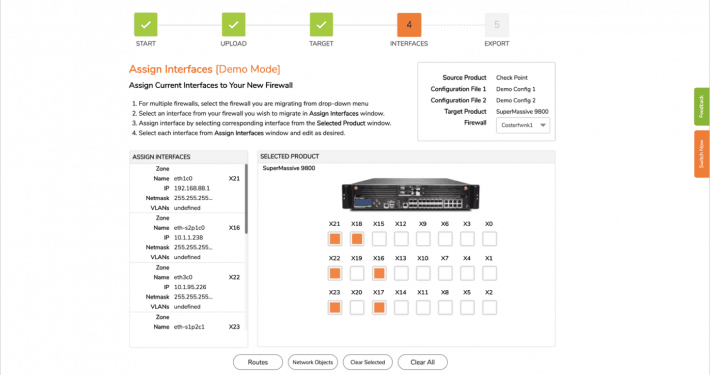 4
5
START
UPLOAD
TARGET
INTERFACES
EXPORT
Assign Interfaces [Demo Mode]
Assign Current Interfaces to Your New Firewall
1. For multiple firewalls, select the firewall you are migrating from drop-down menu
2. Select an interface from your firewall you wish to migrate in Assign Interfaces window.
3. Assign interface by selecting corresponding interface from the Selected Product window.
4. Select each interface from Assign Interfaces window and edit as desired.
Source Product Check Point
Configuration File 1 Demo Config 1
Configuration File 2 Demo Config 2
Target Product SuperMassive 9800
Firewall Costerfwnk1
Feedback
Switch Now
ASSIGN INTERFACES
Zone
Name eth1c0 X21
IP 192.168.88.1
Netmask 255.255.255...
VLANs undefined
Zone
Name eth-s2p1c0 X16
IP 10.1.1.238
Netmask 255.255.255...
VLANs undefined
Zone
Name eth3c0 X22
IP 10.1.95.226
Netmask 255.255.255...
VLANs undefined
Zone
Name eth-s1p2c1 X23
SELECTED PRODUCT
SuperMassive 9800
X21 X18 X15 X12 X9 X6 X3 X0
X22 X19 X16 X13 X10 X7 X4 X1
X23 X20 X17 X14 X11 X8 X5 X2
Routes
Network Objects
Clear Selected
Clear All